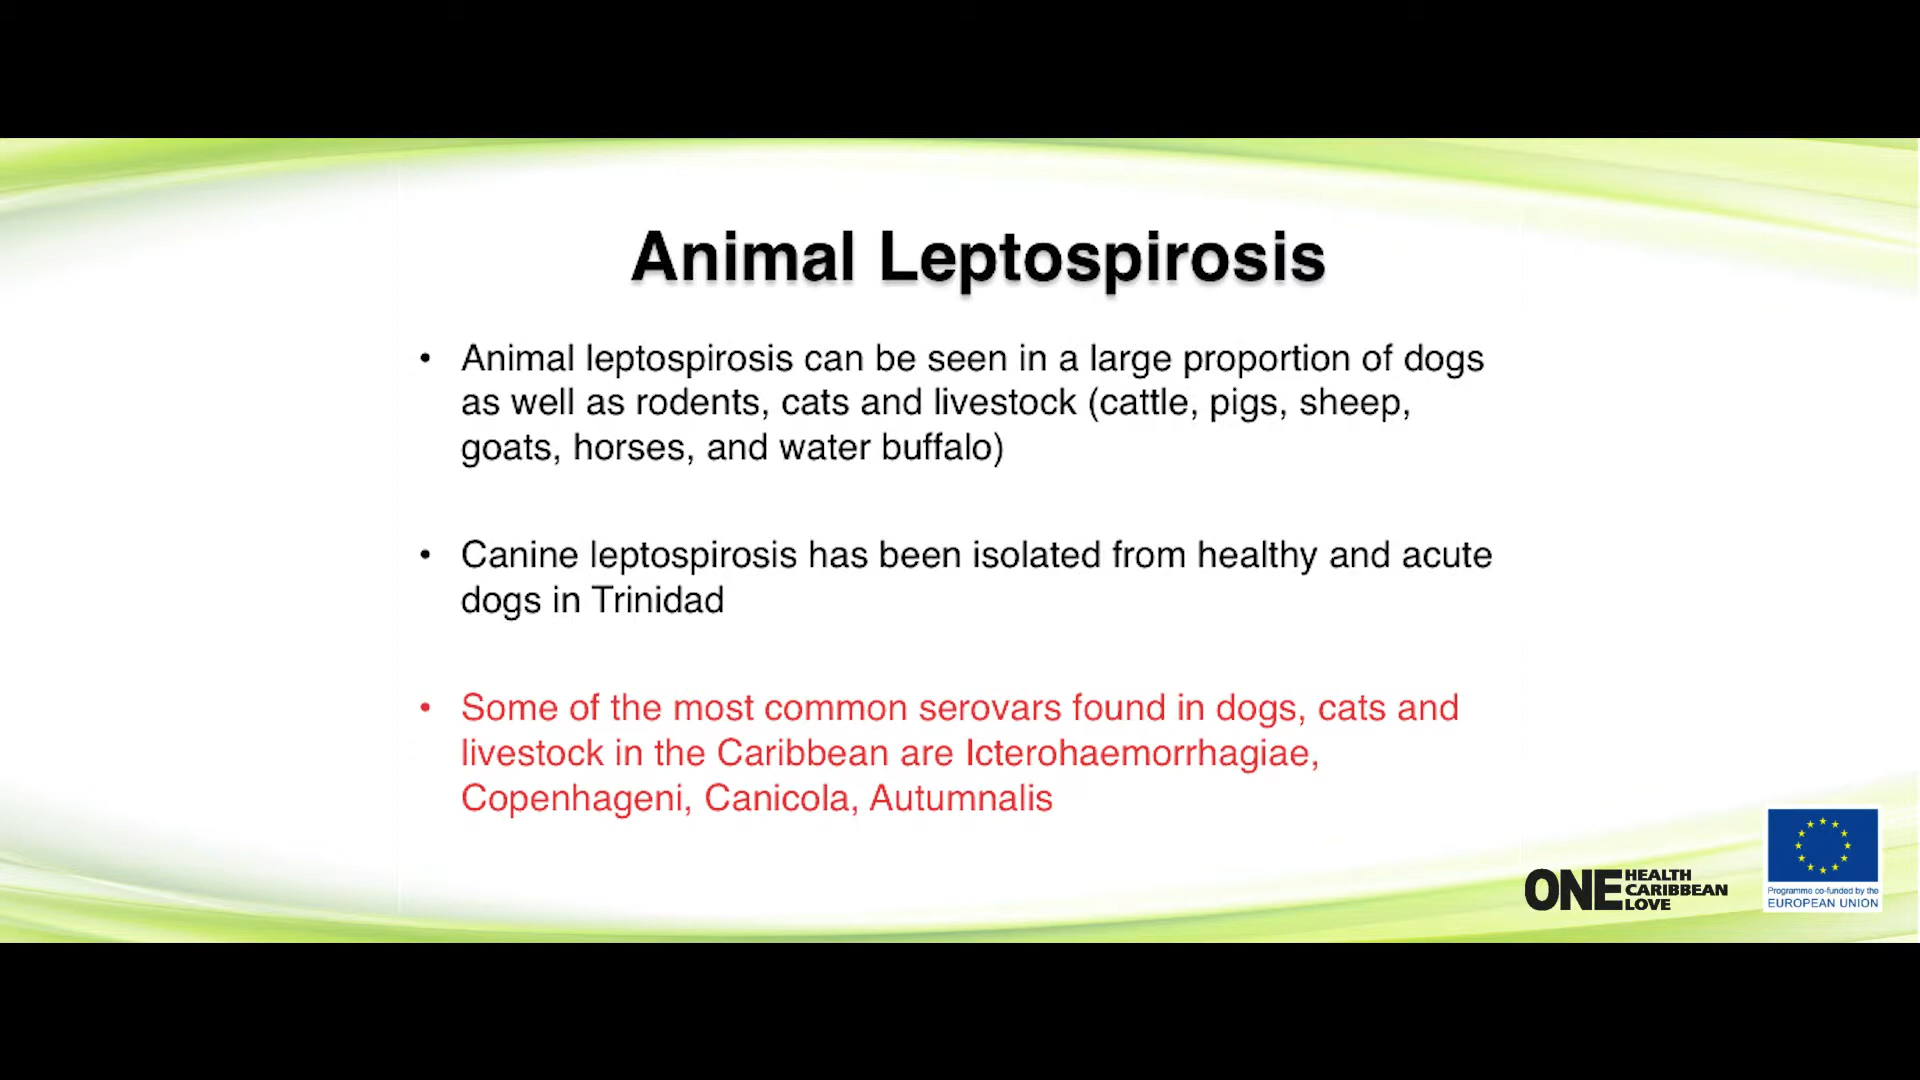 Animal Leptospirosis
• Animal leptospirosis can be seen in a large proportion of dogs
as well as rodents, cats and livestock (cattle, pigs, sheep,
goats, horses, and water buffalo)
• Canine leptospirosis has been isolated from healthy and acute
dogs in Trinidad
• Some of the most common serovars found in dogs, cats and
livestock in the Caribbean are Icterohaemorrhagiae,
Copenhageni, Canicola, Autumnalis
ONE HEALTH
CARIBBEAN
LOVE
Programme co-funded by the
EUROPEAN UNION